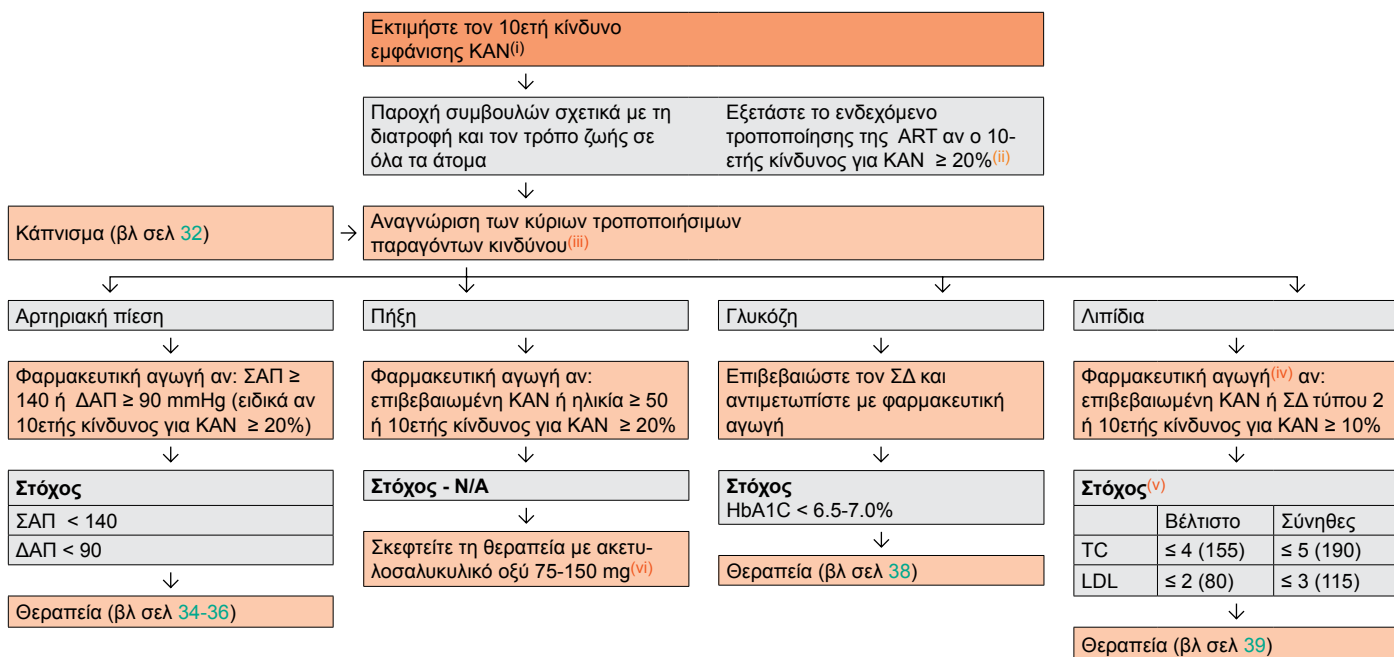 Εκτιμήστε τον 10ετή κίνδυνο
εμφάνισης ΚΑΝ(i)
Παροχή συμβουλών σχετικά με τη
διατροφή και τον τρόπο ζωής σε
όλα τα άτομα
Εξετάστε το ενδεχόμενο
τροποποίησης της ART αν ο 10-
ετής κίνδυνος για ΚΑΝ ≥ 20%(ii)
Κάπνισμα (βλ σελ 32)
Αναγνώριση των κύριων τροποποιήσιμων
παραγόντων κινδύνου(iii)
Αρτηριακή πίεση
Φαρμακευτική αγωγή αν: ΣΑΠ ≥
140 ή ΔΑΠ ≥ 90 mmHg (ειδικά αν
10ετής κίνδυνος για ΚΑΝ ≥ 20%)
Στόχος
ΣΑΠ < 140
ΔΑΠ < 90
Θεραπεία (βλ σελ 34-36)
Πήξη
Φαρμακευτική αγωγή αν:
επιβεβαιωμένη ΚΑΝ ή ηλικία ≥ 50
ή 10ετής κίνδυνος για ΚΑΝ ≥ 20%
Στόχος - N/A
Σκεφτείτε τη θεραπεία με ακετυ-
λοσαλυκυλικό οξύ 75-150 mg(vi)
Γλυκόζη
Επιβεβαιώστε τον ΣΔ και
αντιμετωπίστε με φαρμακευτική
αγωγή
Στόχος
HbA1C < 6.5-7.0%
Θεραπεία (βλ σελ 38)
Λιπίδια
Φαρμακευτική αγωγή(iv) αν:
επιβεβαιωμένη ΚΑΝ ή ΣΔ τύπου 2
ή 10ετής κίνδυνος για ΚΑΝ ≥ 10%
Στόχος(v)
Βέλτιστο Σύνηθες
TC ≤ 4 (155) ≤ 5 (190)
LDL ≤ 2 (80) ≤ 3 (115)
Θεραπεία (βλ σελ 39)